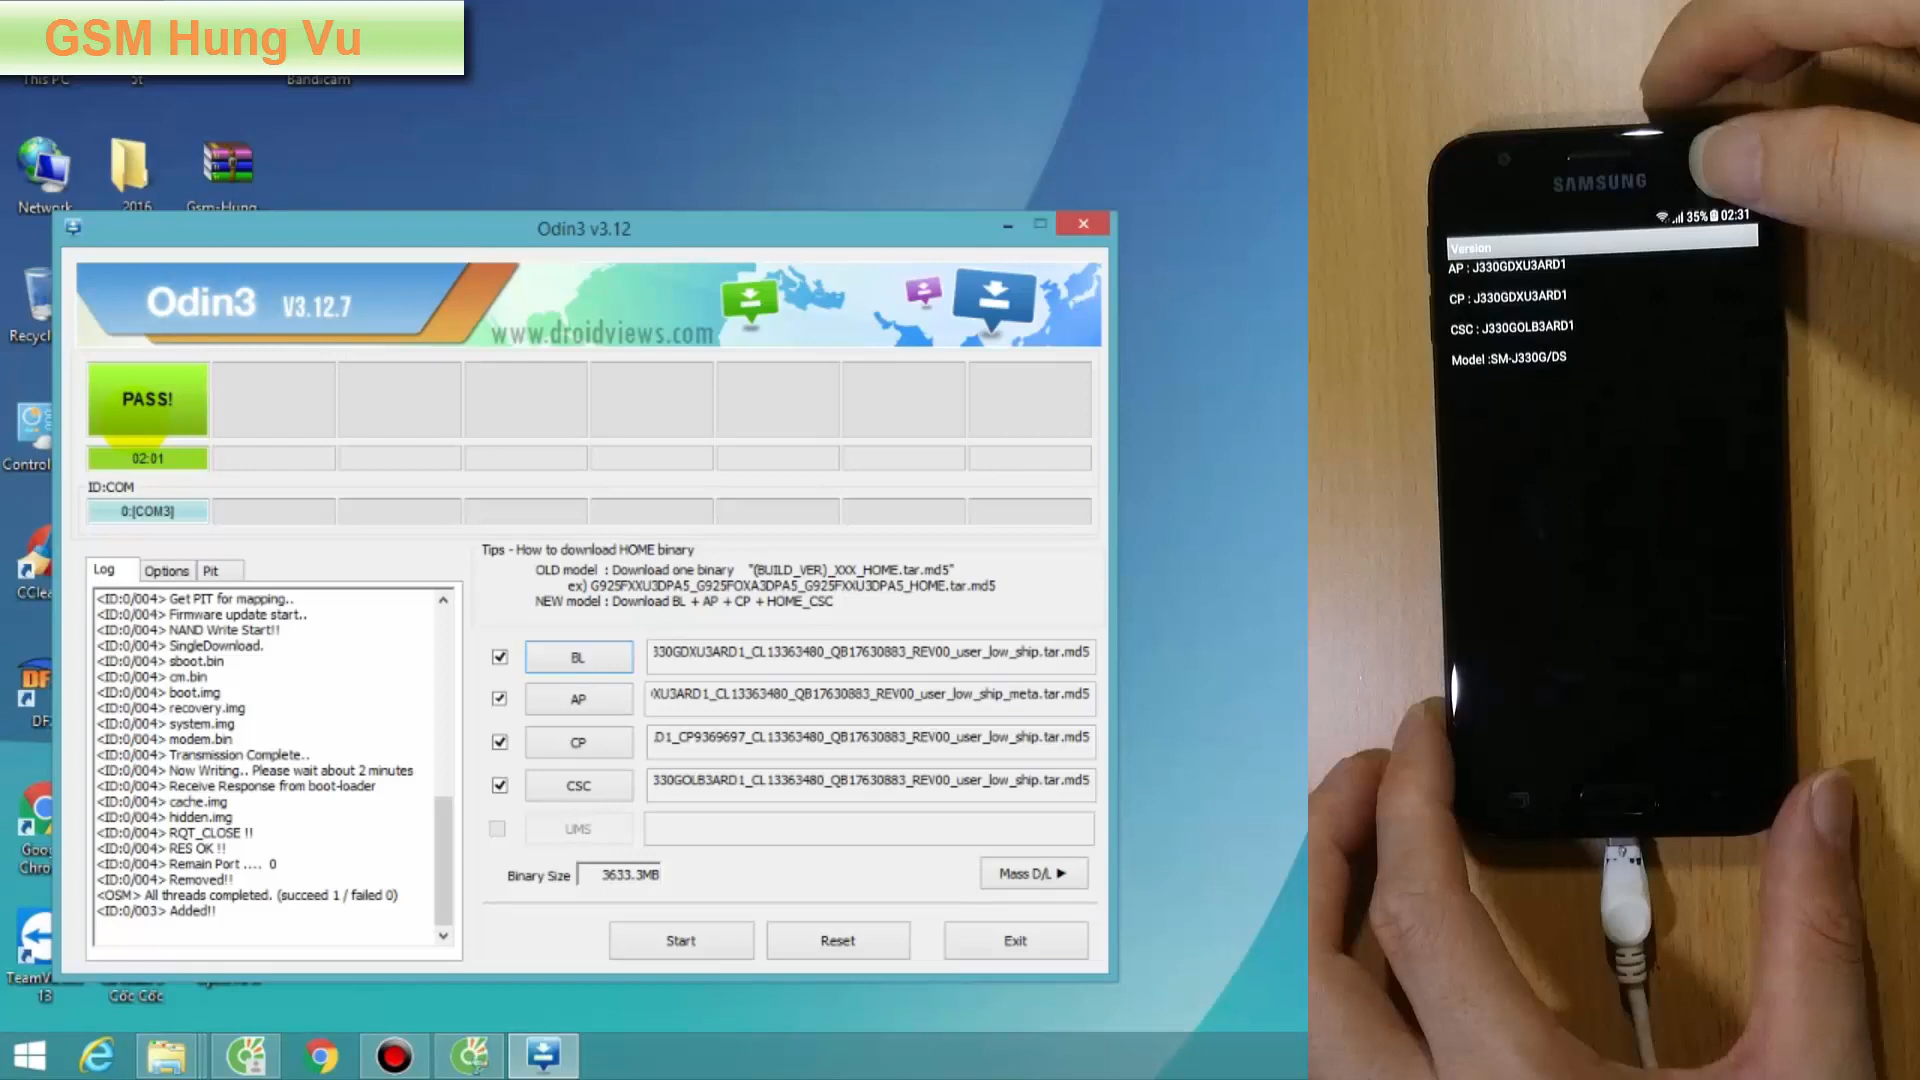 GSM Hung Vu
This PC
St
Bandicam
Network
2016
Gsm-Hung
Recycl
Control
CClea
DF
Goo
Chro
TeamV
13
Cốc Cốc
Odin3 v3.12
Odin3 V3.12.7
www.droidviews.com
PASS!
02:01
ID:COM
0:[COM3]
Log
Options
Pit
<ID:0/004> Get PIT for mapping..
<ID:0/004> Firmware update start..
<ID:0/004> NAND Write Start!!
<ID:0/004> SingleDownload.
<ID:0/004> sboot.bin
<ID:0/004> cm.bin
<ID:0/004> boot.img
<ID:0/004> recovery.img
<ID:0/004> system.img
<ID:0/004> modem.bin
<ID:0/004> Transmission Complete..
<ID:0/004> Now Writing.. Please wait about 2 minutes
<ID:0/004> Receive Response from boot-loader
<ID:0/004> cache.img
<ID:0/004> hidden.img
<ID:0/004> RQT_CLOSE !!
<ID:0/004> RES OK !!
<ID:0/004> Remain Port .... 0
<ID:0/004> Removed!!
<OSM> All threads completed. (succeed 1 / failed 0)
<ID:0/003> Added!!
Tips - How to download HOME binary
OLD model : Download one binary "(BUILD_VER)_XXX_HOME.tar.md5"
ex) G925FXXU3DPA5_G925FOXA3DPA5_G925FXXU3DPA5_HOME.tar.md5
NEW model : Download BL + AP + CP + HOME_CSC
BL
330GDXU3ARD1_CL13363480_QB17630883_REV00_user_low_ship.tar.md5
AP
XU3ARD1_CL13363480_QB17630883_REV00_user_low_ship_meta.tar.md5
CP
D1_CP9369697_CL13363480_QB17630883_REV00_user_low_ship.tar.md5
CSC
330GOLB3ARD1_CL13363480_QB17630883_REV00_user_low_ship.tar.md5
UMS
Binary Size
3633.3MB
Mass D/L
Start
Reset
Exit
SAMSUNG
35% 02:31
Version
AP : J330GDXU3ARD1
CP : J330GDXU3ARD1
CSC : J330GOLB3ARD1
Model :SM-J330G/DS